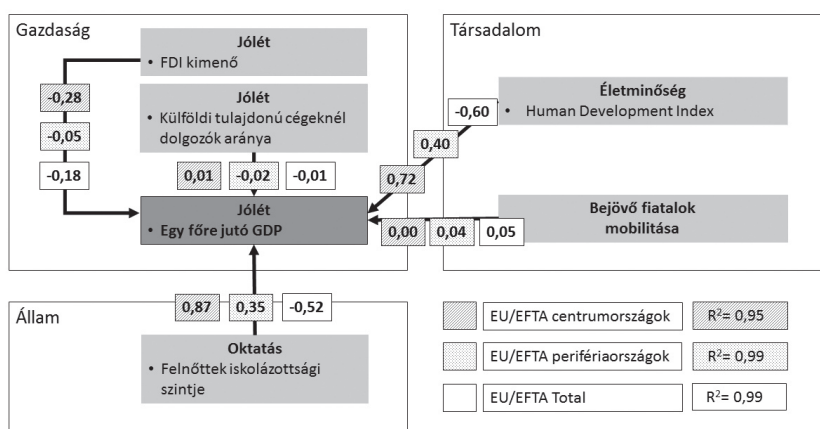 Gazdaság
Jólét
• FDI kimenő
-0,28
-0,05
-0,18
Jólét
• Külföldi tulajdonú cégeknél
dolgozók aránya
0,01
-0,02
-0,01
Jólét
• Egy főre jutó GDP
Társadalom
Életminőség
• Human Development Index
-0,60
0,40
0,72
Bejövő fiatalok
mobilitása
0,00
0,04
0,05
Állam
0,87
0,35
-0,52
Oktatás
• Felnőttek iskolázottsági
szintje
EU/EFTA centrumországok
R²= 0,95
EU/EFTA perifériaországok
R²= 0,99
EU/EFTA Total
R²= 0,99